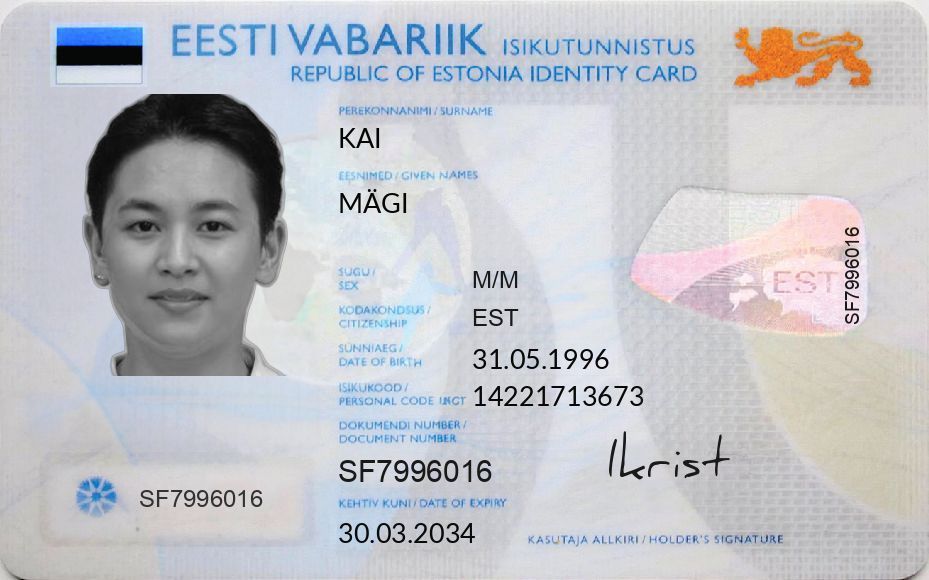 EESTI VABARIIK ISIKUTUNNISTUS
REPUBLIC OF ESTONIA IDENTITY CARD
PEREKONNANIMI / SURNAME
KAI
EESNIMED / GIVEN NAMES
MÄGI
SUGU / SEX
M/M
KODAKONDSUS / CITIZENSHIP
EST
SÜNNIAEG / DATE OF BIRTH
31.05.1996
ISIKUKOOD / PERSONAL CODE
14221713673
DOKUMENDI NUMBER / DOCUMENT NUMBER
SF7996016
KEHTIV KUNI / DATE OF EXPIRY
30.03.2034
SF7996016
EST
SF7996016
Ikrist
KASUTAJA ALLKIRI / HOLDER'S SIGNATURE